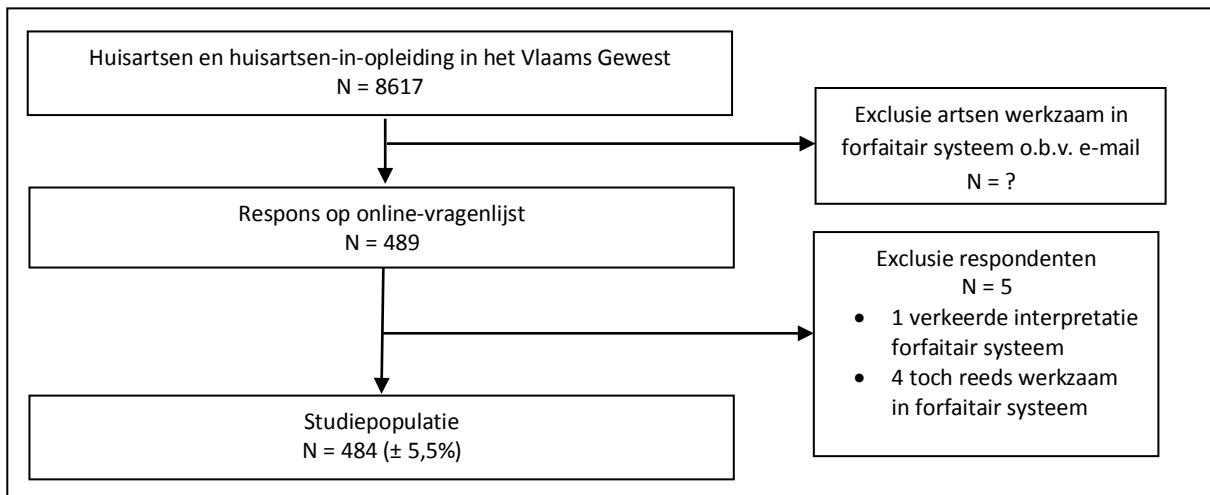 Huisartsen en huisartsen-in-opleiding in het Vlaams Gewest
N = 8617
Exclusie artsen werkzaam in
forfaitair systeem o.b.v. e-mail
N = ?
Respons op online-vragenlijst
N = 489
Exclusie respondenten
N = 5
• 1 verkeerde interpretatie
forfaitair systeem
• 4 toch reeds werkzaam
in forfaitair systeem
Studiepopulatie
N = 484 (± 5,5%)